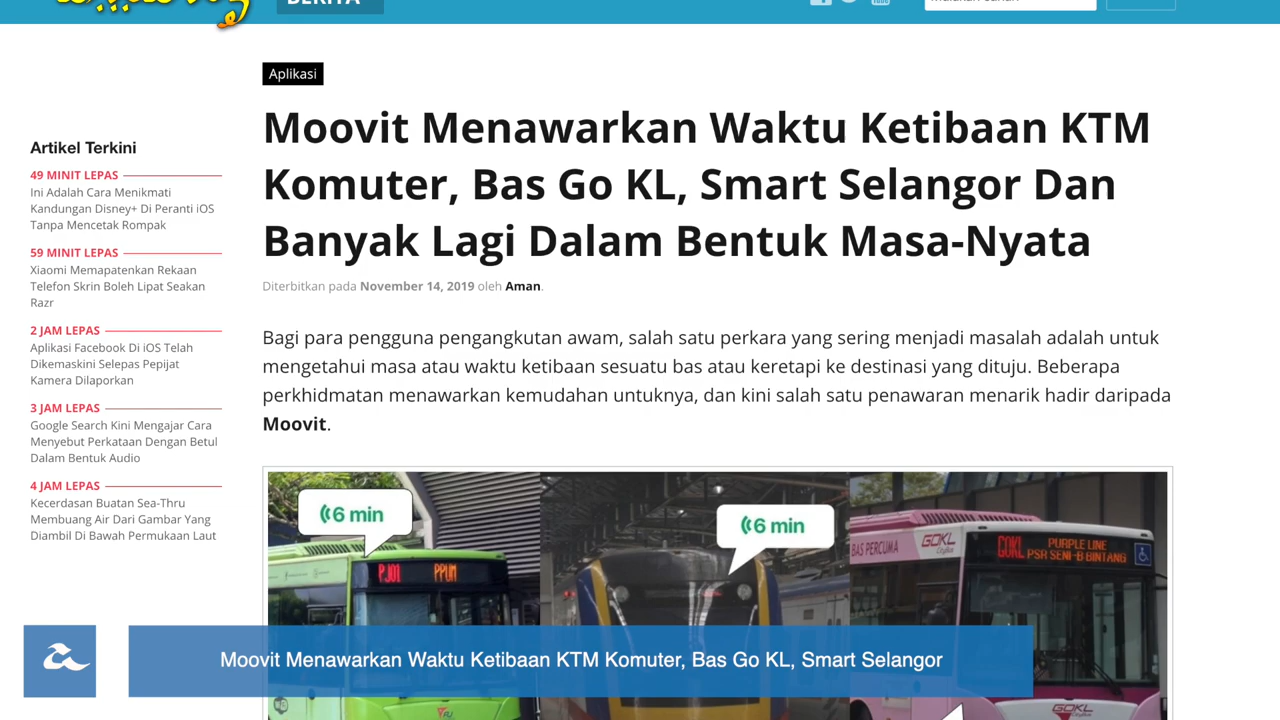 BERITA
Aplikasi
Moovit Menawarkan Waktu Ketibaan KTM
Komuter, Bas Go KL, Smart Selangor Dan
Banyak Lagi Dalam Bentuk Masa-Nyata
Diterbitkan pada November 14, 2019 oleh Aman.
Artikel Terkini
49 MINIT LEPAS
Ini Adalah Cara Menikmati
Kandungan Disney+ Di Peranti iOS
Tanpa Mencetak Rompak
59 MINIT LEPAS
Xiaomi Mempatenkan Rekaan
Telefon Skrin Boleh Lipat Seakan
Razr
2 JAM LEPAS
Aplikasi Facebook Di iOS Telah
Dikemaskini Selepas Pepijat
Kamera Dilaporkan
3 JAM LEPAS
Google Search Kini Mengajar Cara
Menyebut Perkataan Dengan Betul
Dalam Bentuk Audio
4 JAM LEPAS
Kecerdasan Buatan Sea-Thru
Membuang Air Dari Gambar Yang
Diambil Di Bawah Permukaan Laut
Bagi para pengguna pengangkutan awam, salah satu perkara yang sering menjadi masalah adalah untuk
mengetahui masa atau waktu ketibaan sesuatu bas atau keretapi ke destinasi yang dituju. Beberapa
perkhidmatan menawarkan kemudahan untuknya, dan kini salah satu penawaran menarik hadir daripada
Moovit.
6 min
6 min
PJ01 PPUM
BAS PERCUMA
GOKL
CityBus
GOKL PURPLE LINE
PSR SENI-B BINTANG
Moovit Menawarkan Waktu Ketibaan KTM Komuter, Bas Go KL, Smart Selangor
GOKL